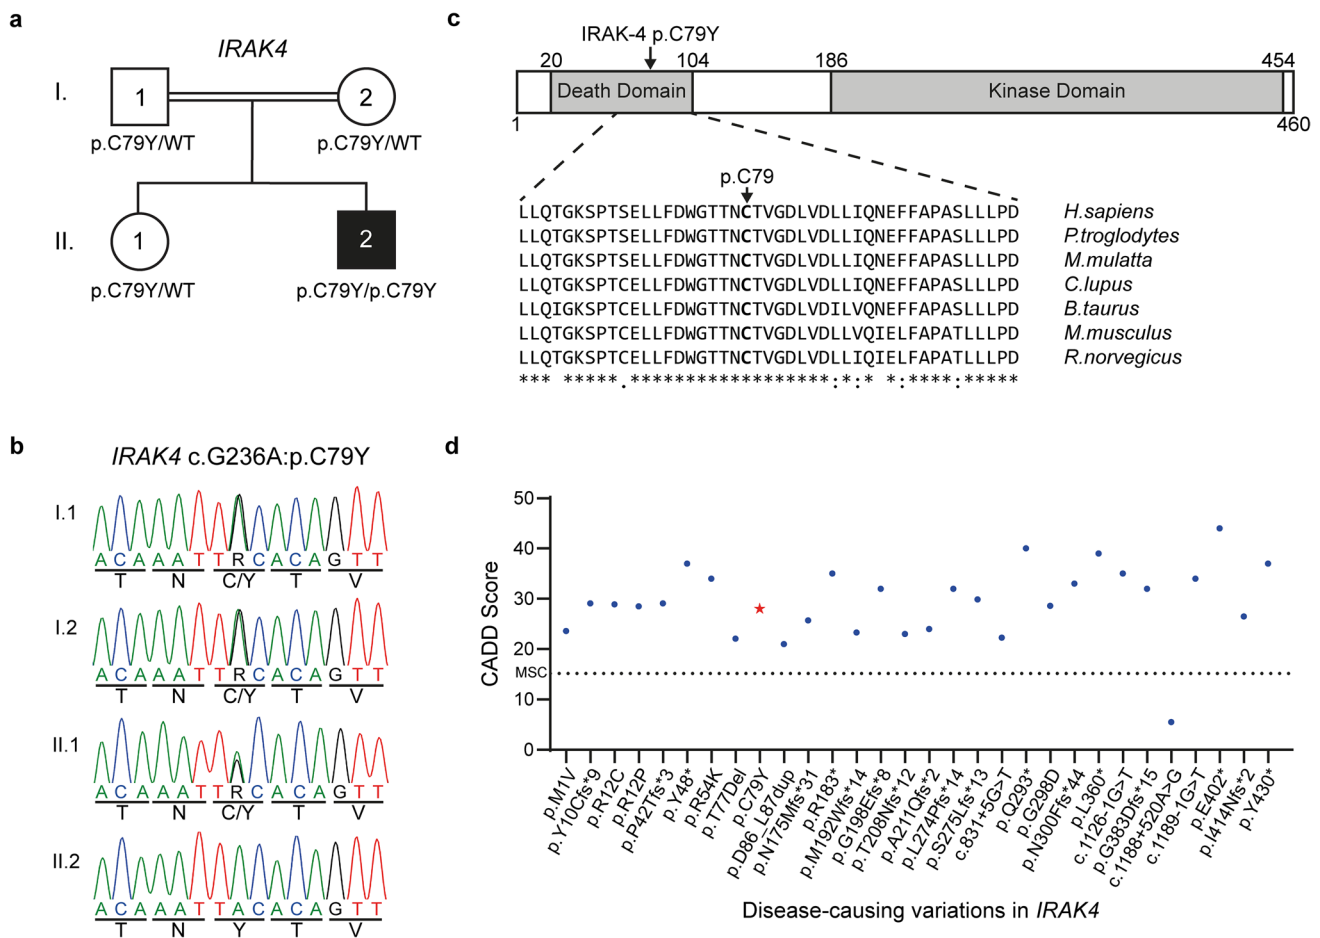 a
IRAK4
I.
1
2
p.C79Y/WT
p.C79Y/WT
II.
1
2
p.C79Y/WT
p.C79Y/p.C79Y
c
IRAK-4 p.C79Y
20
104
186
454
Death Domain
Kinase Domain
1
460
p.C79
LLQTGKSPTSELLFDWGTTNCTVGDLVDLLIQNEFFAPASLLLPD H.sapiens
LLQTGKSPTSELLFDWGTTNCTVGDLVDLLIQNEFFAPASLLLPD P.troglodytes
LLQTGKSPTSELLFDWGTTNCTVGDLVDLLIQNEFFAPASLLLPD M.mulatta
LLQTGKSPTSELLFDWGTTNCTVGDLVDLLIQNEFFAPASLLLPD C.lupus
LLQIGKSPTCELLFDWGTTNCTVGDLVDILVQNEFFAPASLLLPD B.taurus
LLQTGKSPTCELLFDWGTTNCTVGDLVDLLVQIELFAPATLLLPD M.musculus
LLQTGKSPTCELLFDWGTTNCTVGDLVDLLIQIELFAPATLLLPD R.norvegicus
*** *****.******************:*:* *:****:*****
b
IRAK4 c.G236A:p.C79Y
I.1
ACAAATTRCACAGTT
T N C/Y T V
I.2
ACAAATTRCACAGTT
T N C/Y T V
II.1
ACAAATTRCACAGTT
T N C/Y T V
II.2
ACAAATTACACAGTT
T N Y T V
d
CADD Score
50
40
30
20
MSC
10
0
p.M1V
p.Y10Cfs*9
p.R12C
p.R12P
p.P42Tfs*3
p.Y48*
p.R54K
p.T77Del
p.C79Y
p.D86_L87dup
p.N175Mfs*31
p.R183*
p.M192Wfs*14
p.G198Efs*8
p.T208Nfs*12
p.A211Qfs*2
p.L274Pfs*14
p.S275Lfs*13
c.831+5G>T
p.Q293*
p.G298D
p.N300Ffs*44
p.L360*
c.1126-1G>T
p.G383Dfs*15
c.1188+520A>G
c.1189-1G>T
p.E402*
p.I414Nfs*2
p.Y430*
Disease-causing variations in IRAK4